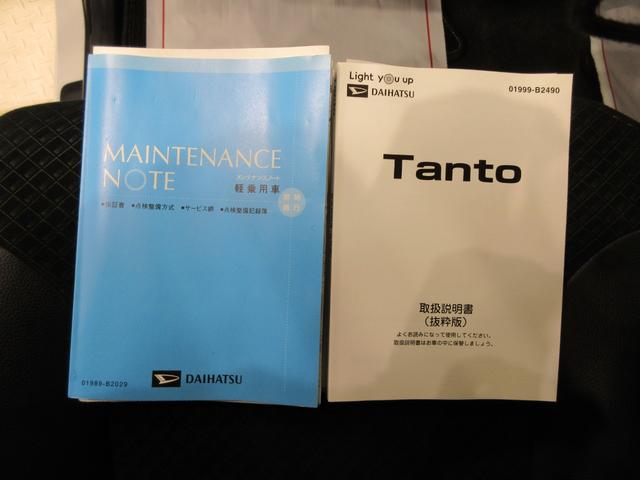 MAINTENANCE
NOTE
メンテナンスノート
軽乗用車
●保証書 ●点検整備方式 ●サービス網 ●点検整備記録簿
01989-B2029
DAIHATSU
Light you up
DAIHATSU
01999-B2490
Tanto
取扱説明書
（抜粋版）
よくお読みになって使用してください。
取扱説明書はお車の中に保管しましょう。